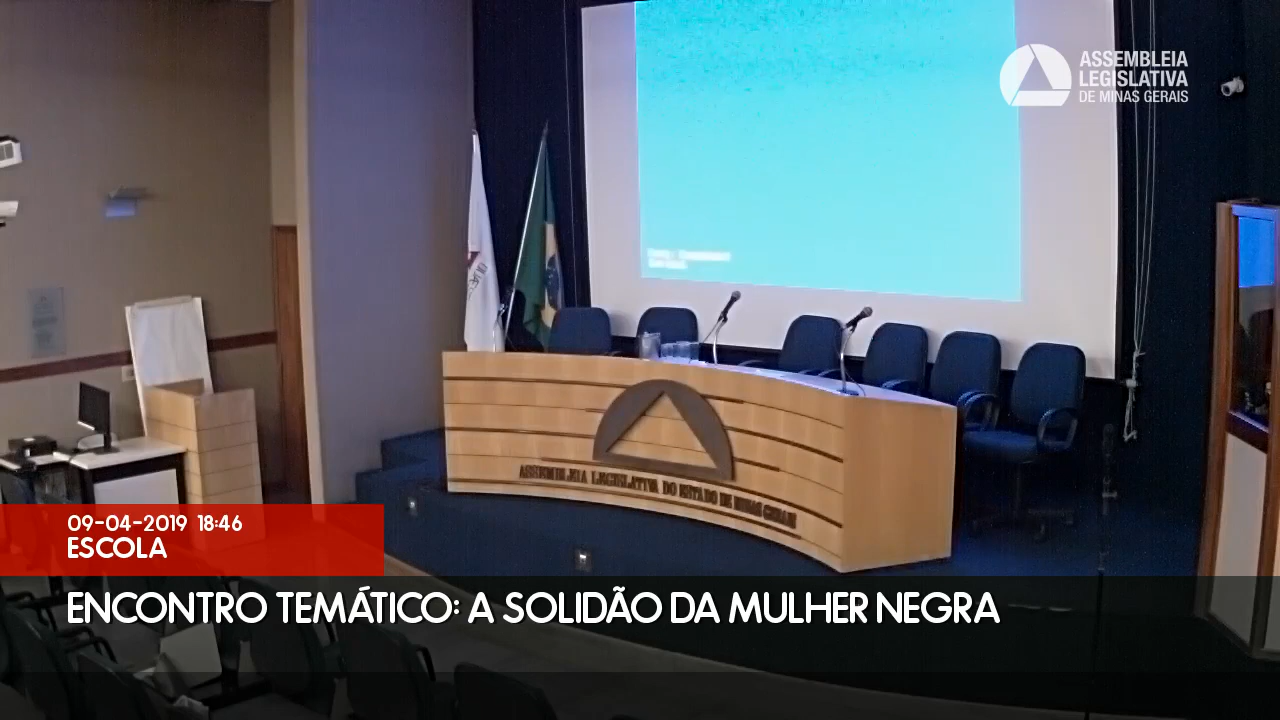 ASSEMBLEIA
LEGISLATIVA
DE MINAS GERAIS
ASSEMBLEIA LEGISLATIVA DO ESTADO DE MINAS GERAIS
09-04-2019 18:46
ESCOLA
ENCONTRO TEMÁTICO: A SOLIDÃO DA MULHER NEGRA